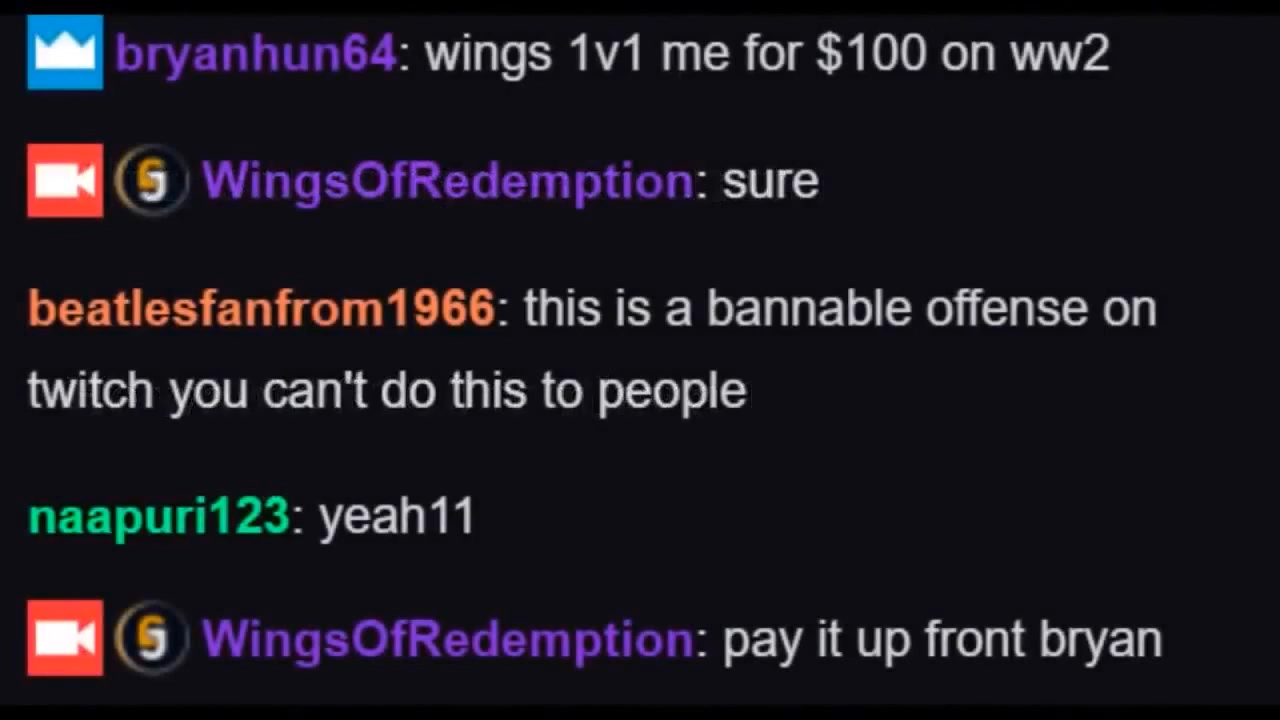 bryanhun64: wings 1v1 me for $100 on ww2
WingsOfRedemption: sure
beatlesfanfrom1966: this is a bannable offense on
twitch you can't do this to people
naapuri123: yeah11
WingsOfRedemption: pay it up front bryan